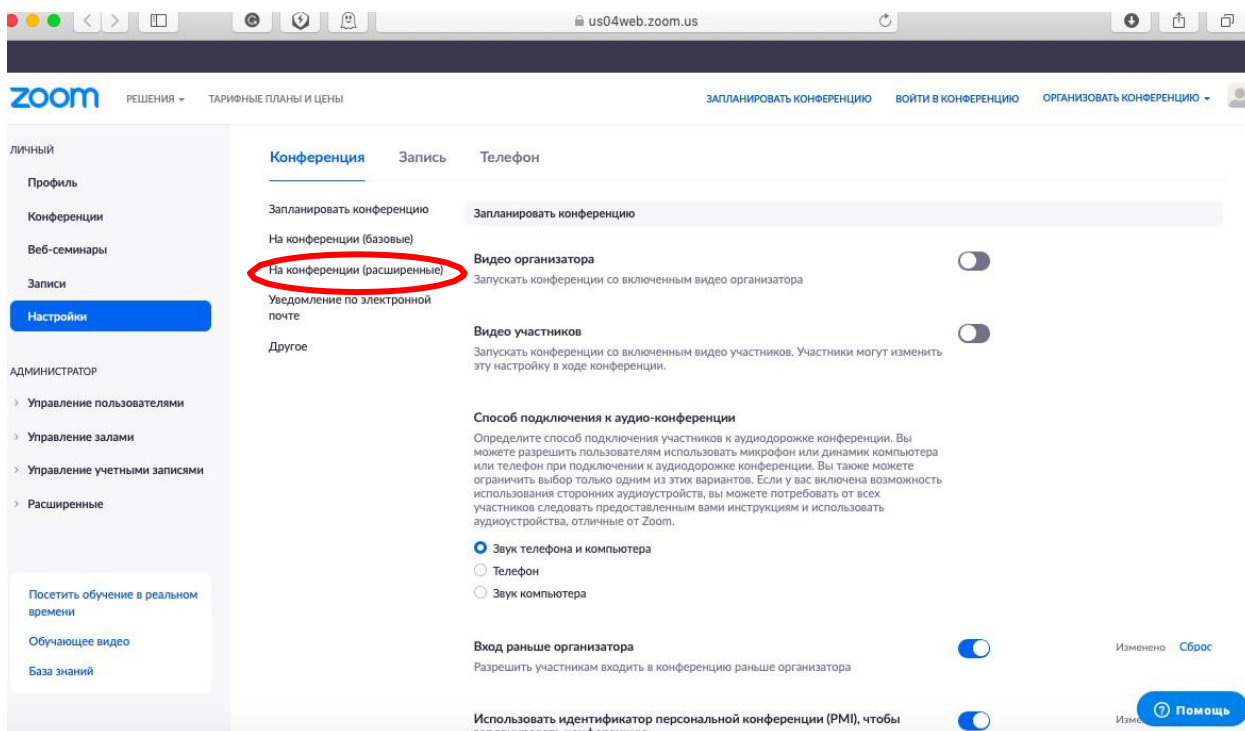 us04web.zoom.us
zoom
РЕШЕНИЯ
ТАРИФНЫЕ ПЛАНЫ И ЦЕНЫ
ЗАПЛАНИРОВАТЬ КОНФЕРЕНЦИЮ
ВОЙТИ В КОНФЕРЕНЦИЮ
ОРГАНИЗОВАТЬ КОНФЕРЕНЦИЮ
ЛИЧНЫЙ
Профиль
Конференции
Веб-семинары
Записи
Настройки
АДМИНИСТРАТОР
Управление пользователями
Управление залами
Управление учетными записями
Расширенные
Посетить обучение в реальном
времени
Обучающее видео
База знаний
Конференция
Запись
Телефон
Запланировать конференцию
На конференции (базовые)
На конференции (расширенные)
Уведомление по электронной
почте
Другое
Запланировать конференцию
Видео организатора
Запускать конференции со включенным видео организатора
Видео участников
Запускать конференции со включенным видео участников. Участники могут изменить
эту настройку в ходе конференции.
Способ подключения к аудио-конференции
Определите способ подключения участников к аудиодорожке конференции. Вы
можете разрешить пользователям использовать микрофон или динамик компьютера
или телефон при подключении к аудиодорожке конференции. Вы также можете
ограничить выбор только одним из этих вариантов. Если у вас включена возможность
использования сторонних аудиоустройств, вы можете потребовать от всех
участников следовать предоставленным вами инструкциям и использовать
аудиоустройства, отличные от Zoom.
Звук телефона и компьютера
Телефон
Звук компьютера
Вход раньше организатора
Разрешить участникам входить в конференцию раньше организатора
Изменено Сброс
Использовать идентификатор персональной конференции (PMI), чтобы
Помощь